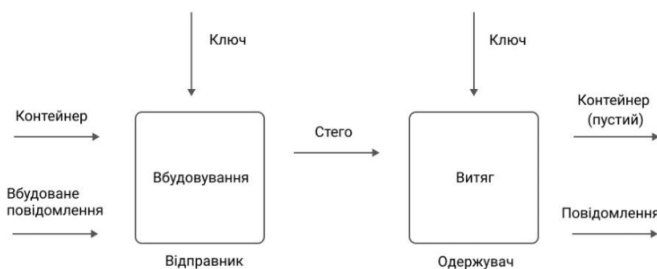 Ключ
Ключ
Контейнер
Вбудоване
повідомлення
Вбудовування
Відправник
Стего
Витяг
Одержувач
Контейнер
(пустий)
Повідомлення